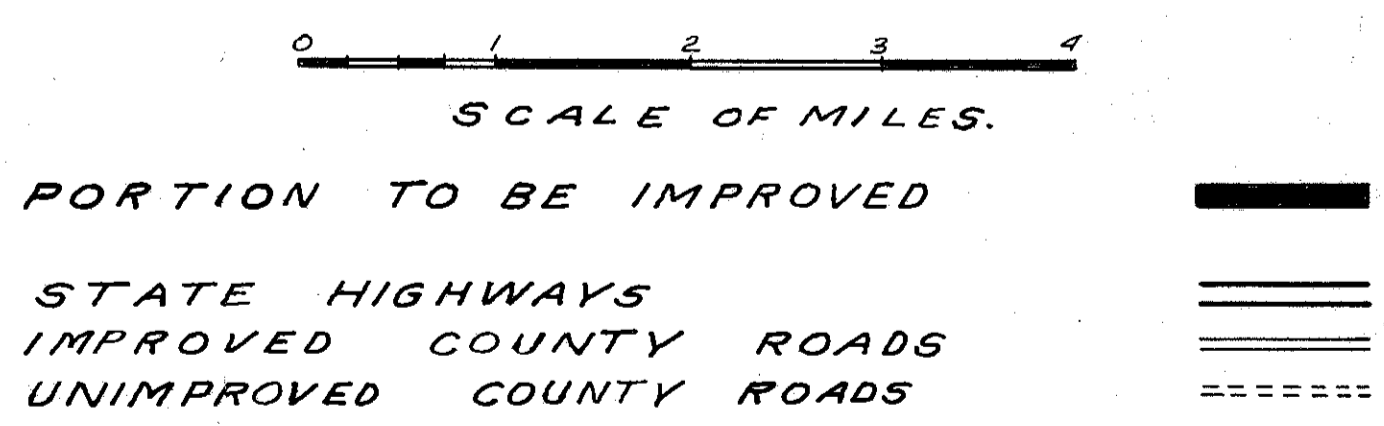 0 1 2 3 4
SCALE OF MILES.
PORTION TO BE IMPROVED
STATE HIGHWAYS
IMPROVED COUNTY ROADS
UNIMPROVED COUNTY ROADS